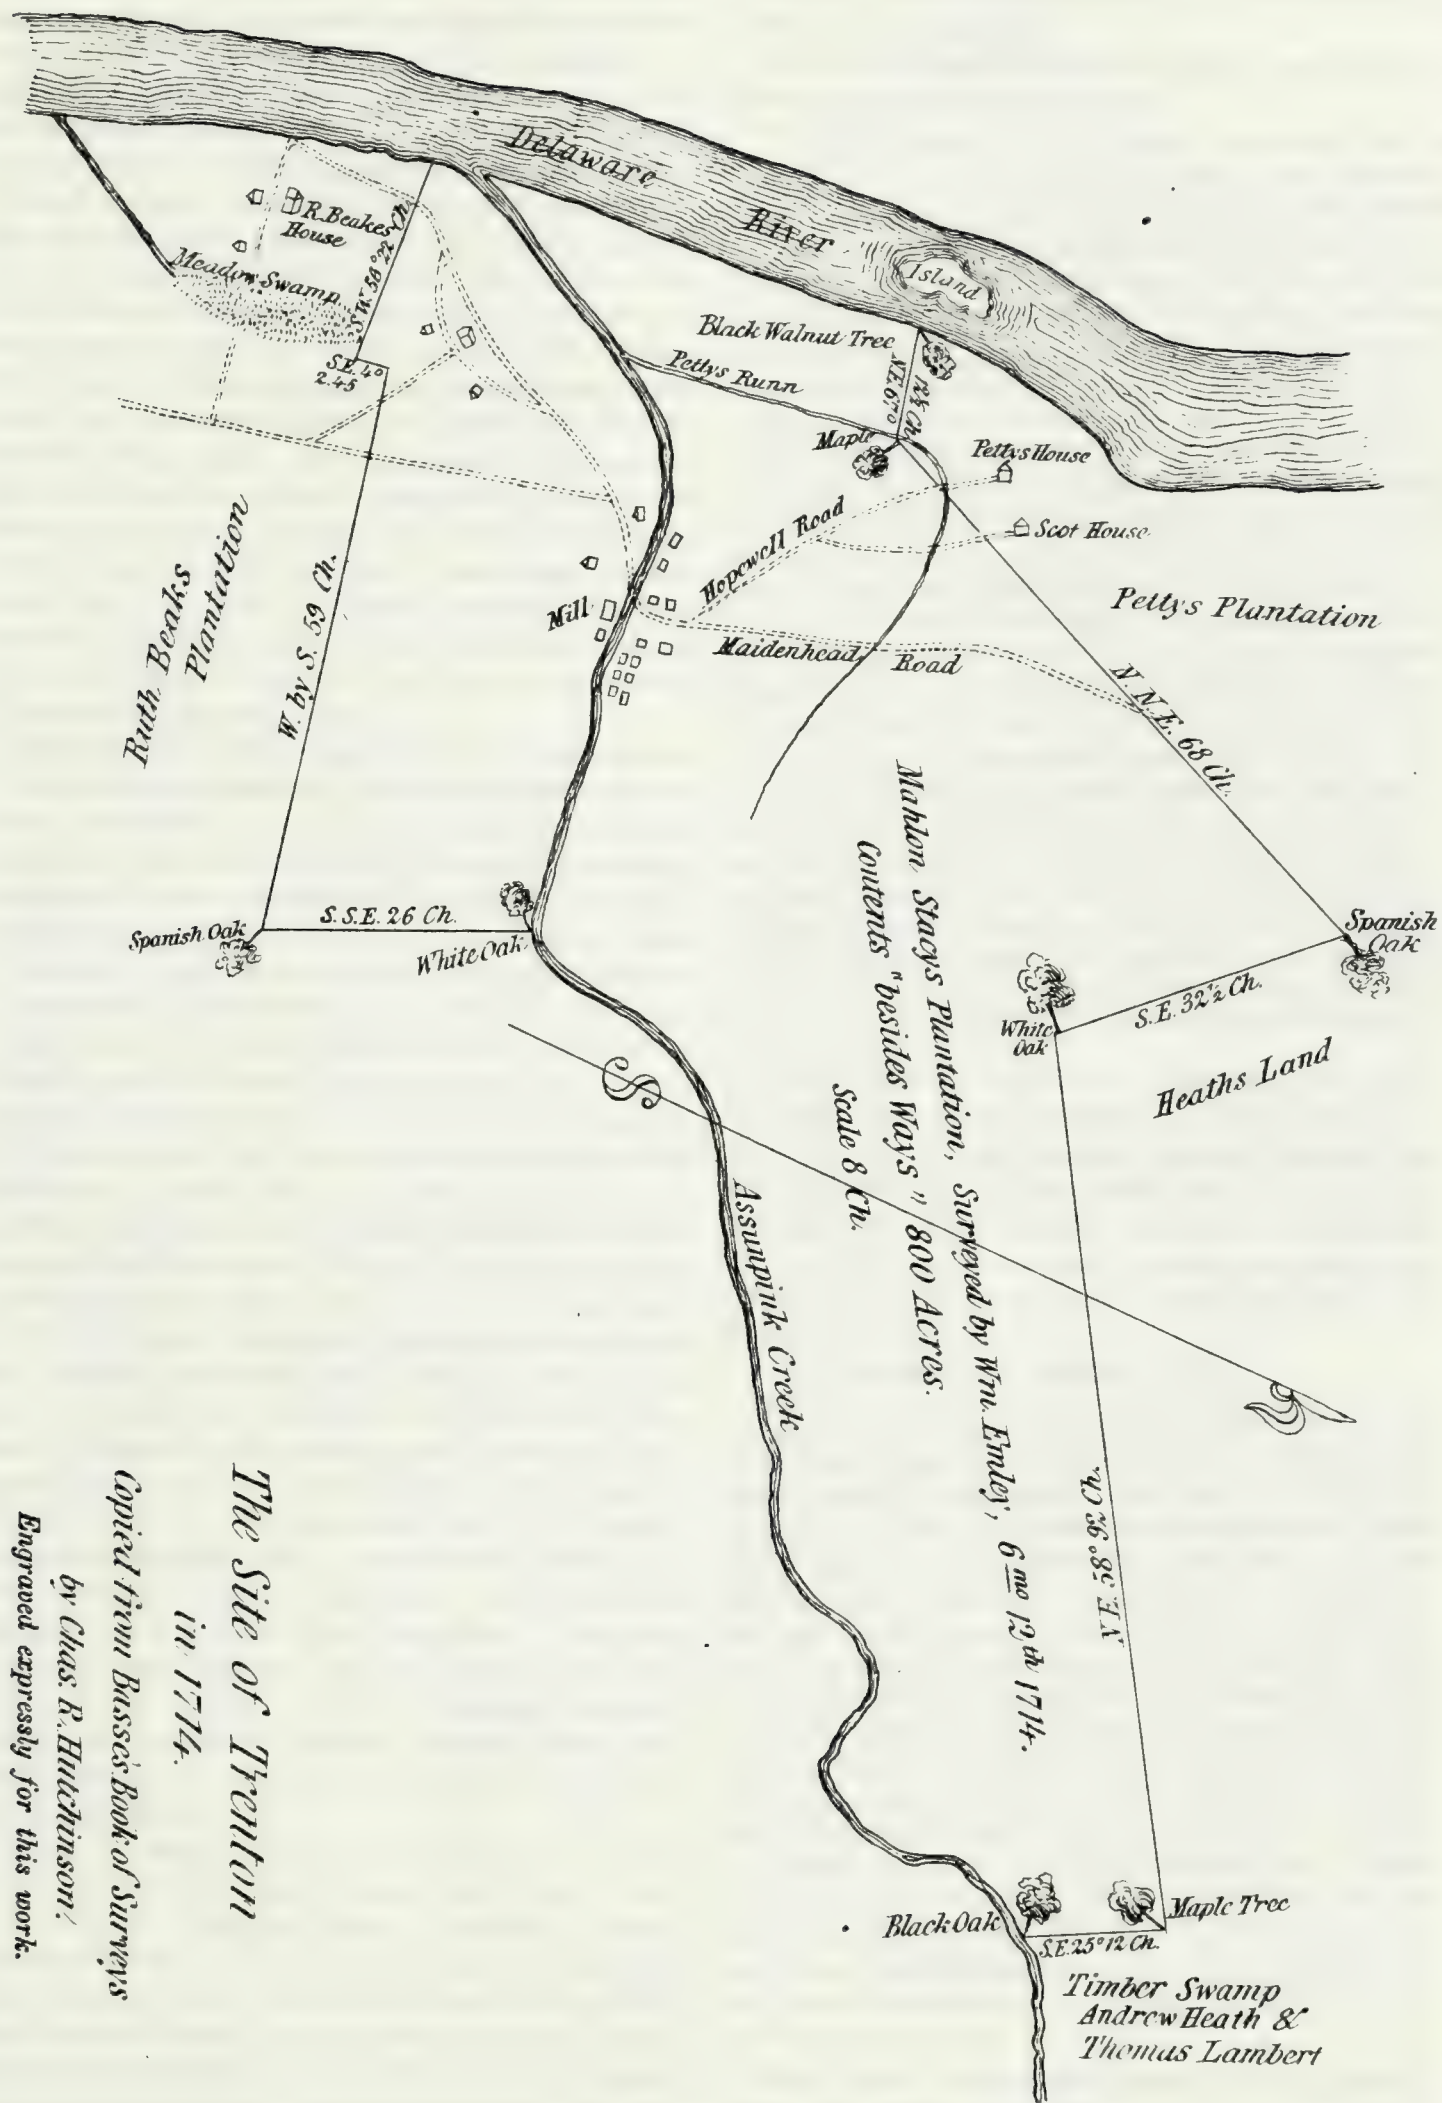 Delaware
River
Island
R. Beakes
House
Meadow Swamp
S.W. 58° 22 Ch.
S.E. 4°
2.45
Black Walnut Tree
N.E. 67°
Pettys Runn
Maple
Pettys House
Scot House
Hopewell Road
Maidenhead Road
Mill
Pettys Plantation
N.N.E. 68 Ch.
Ruth Beaks
Plantation
W. by S. 59 Ch.
Spanish Oak
S.S.E. 26 Ch.
White Oak
Spanish
Oak
S.E. 32½ Ch.
White
Oak
Heaths Land
Mahlon Stacys Plantation, Surveyed by Wm. Emley, 6 mo 12th 1714.
Contents "besides Ways" 800 Acres.
Scale 8 Ch.
Assunpink Creek
N.E. 38° 96 Ch.
Maple Tree
Black Oak
S.E. 25° 12 Ch.
Timber Swamp
Andrew Heath &
Thomas Lambert
The Site of Trenton
in 1714.
Copied from Basse's Book of Surveys
by Chas. R. Hutchinson.
Engraved expressly for this work.